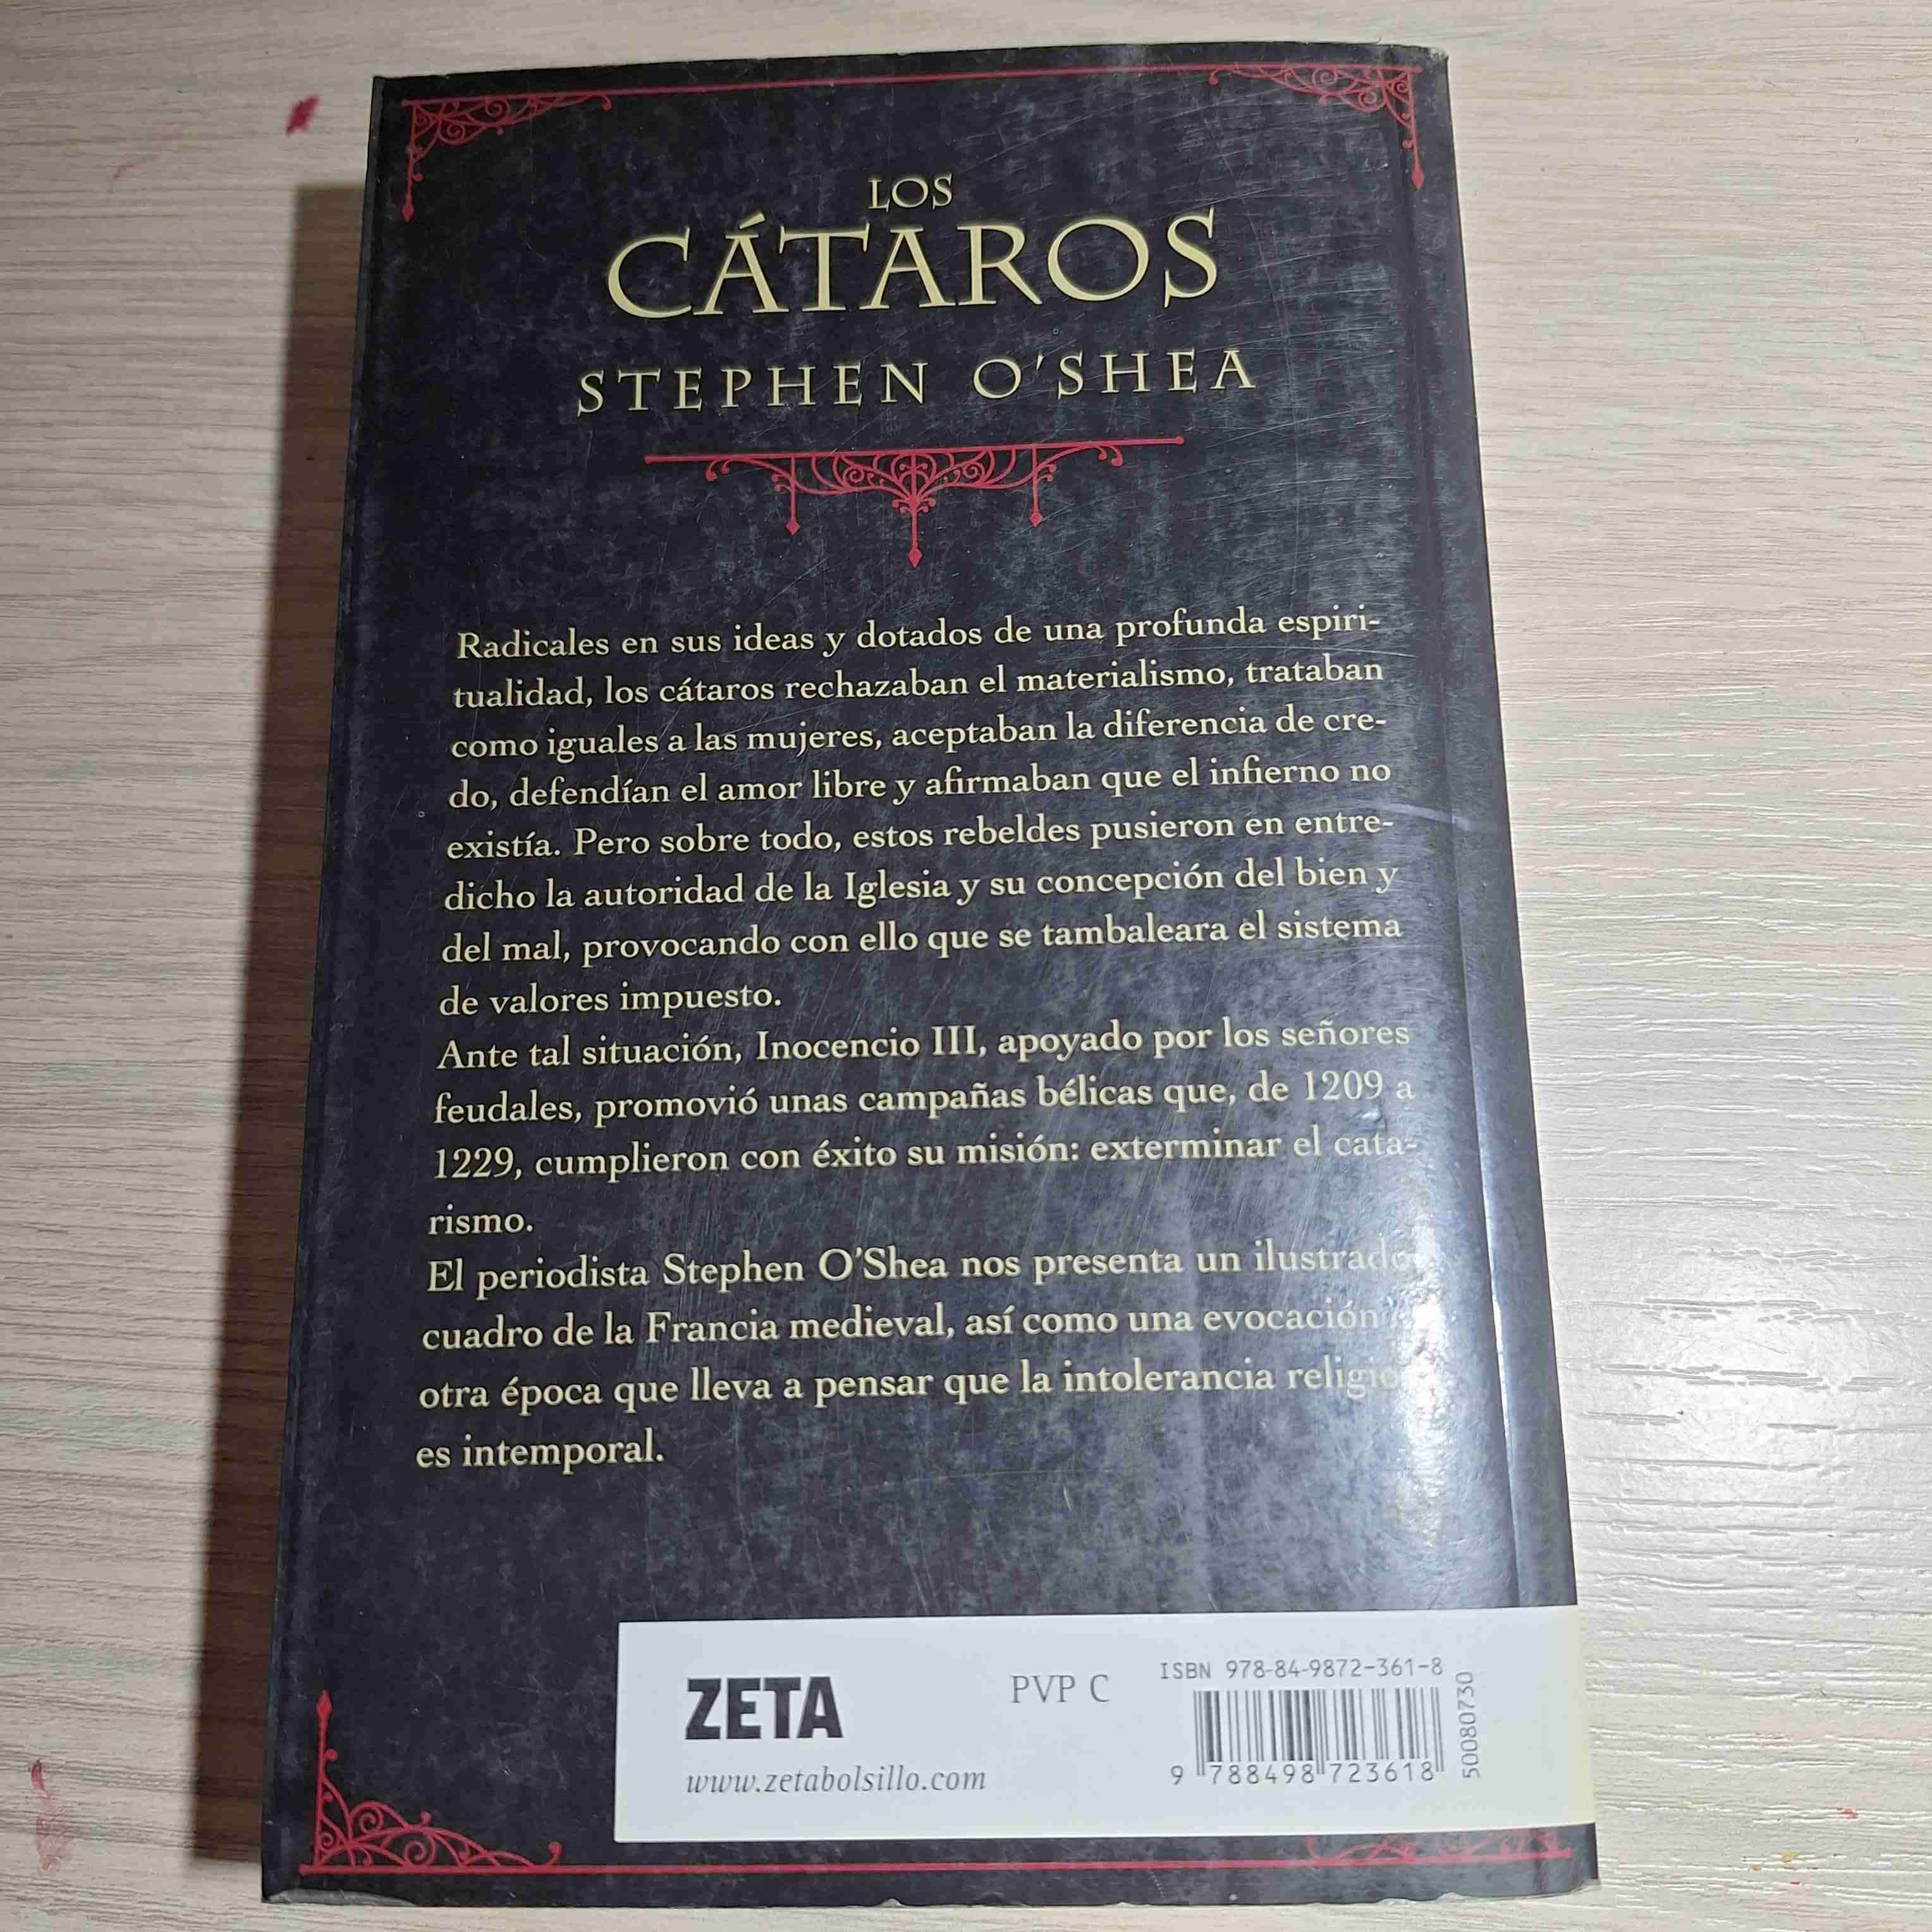 LOS
CÁTAROS
STEPHEN O'SHEA
Radicales en sus ideas y dotados de una profunda espiri-
tualidad, los cátaros rechazaban el materialismo, trataban
como iguales a las mujeres, aceptaban la diferencia de cre-
do, defendían el amor libre y afirmaban que el infierno no
existía. Pero sobre todo, estos rebeldes pusieron en entre-
dicho la autoridad de la Iglesia y su concepción del bien y
del mal, provocando con ello que se tambaleara el sistema
de valores impuesto.
Ante tal situación, Inocencio III, apoyado por los señores
feudales, promovió unas campañas bélicas que, de 1209 a
1229, cumplieron con éxito su misión: exterminar el cata-
rismo.
El periodista Stephen O'Shea nos presenta un ilustrado
cuadro de la Francia medieval, así como una evocación
otra época que lleva a pensar que la intolerancia
es intemporal.
ZETA
www.zetabolsillo.com
PVP C
ISBN 978-84-9872-361-8
9 788498 723618
50080730